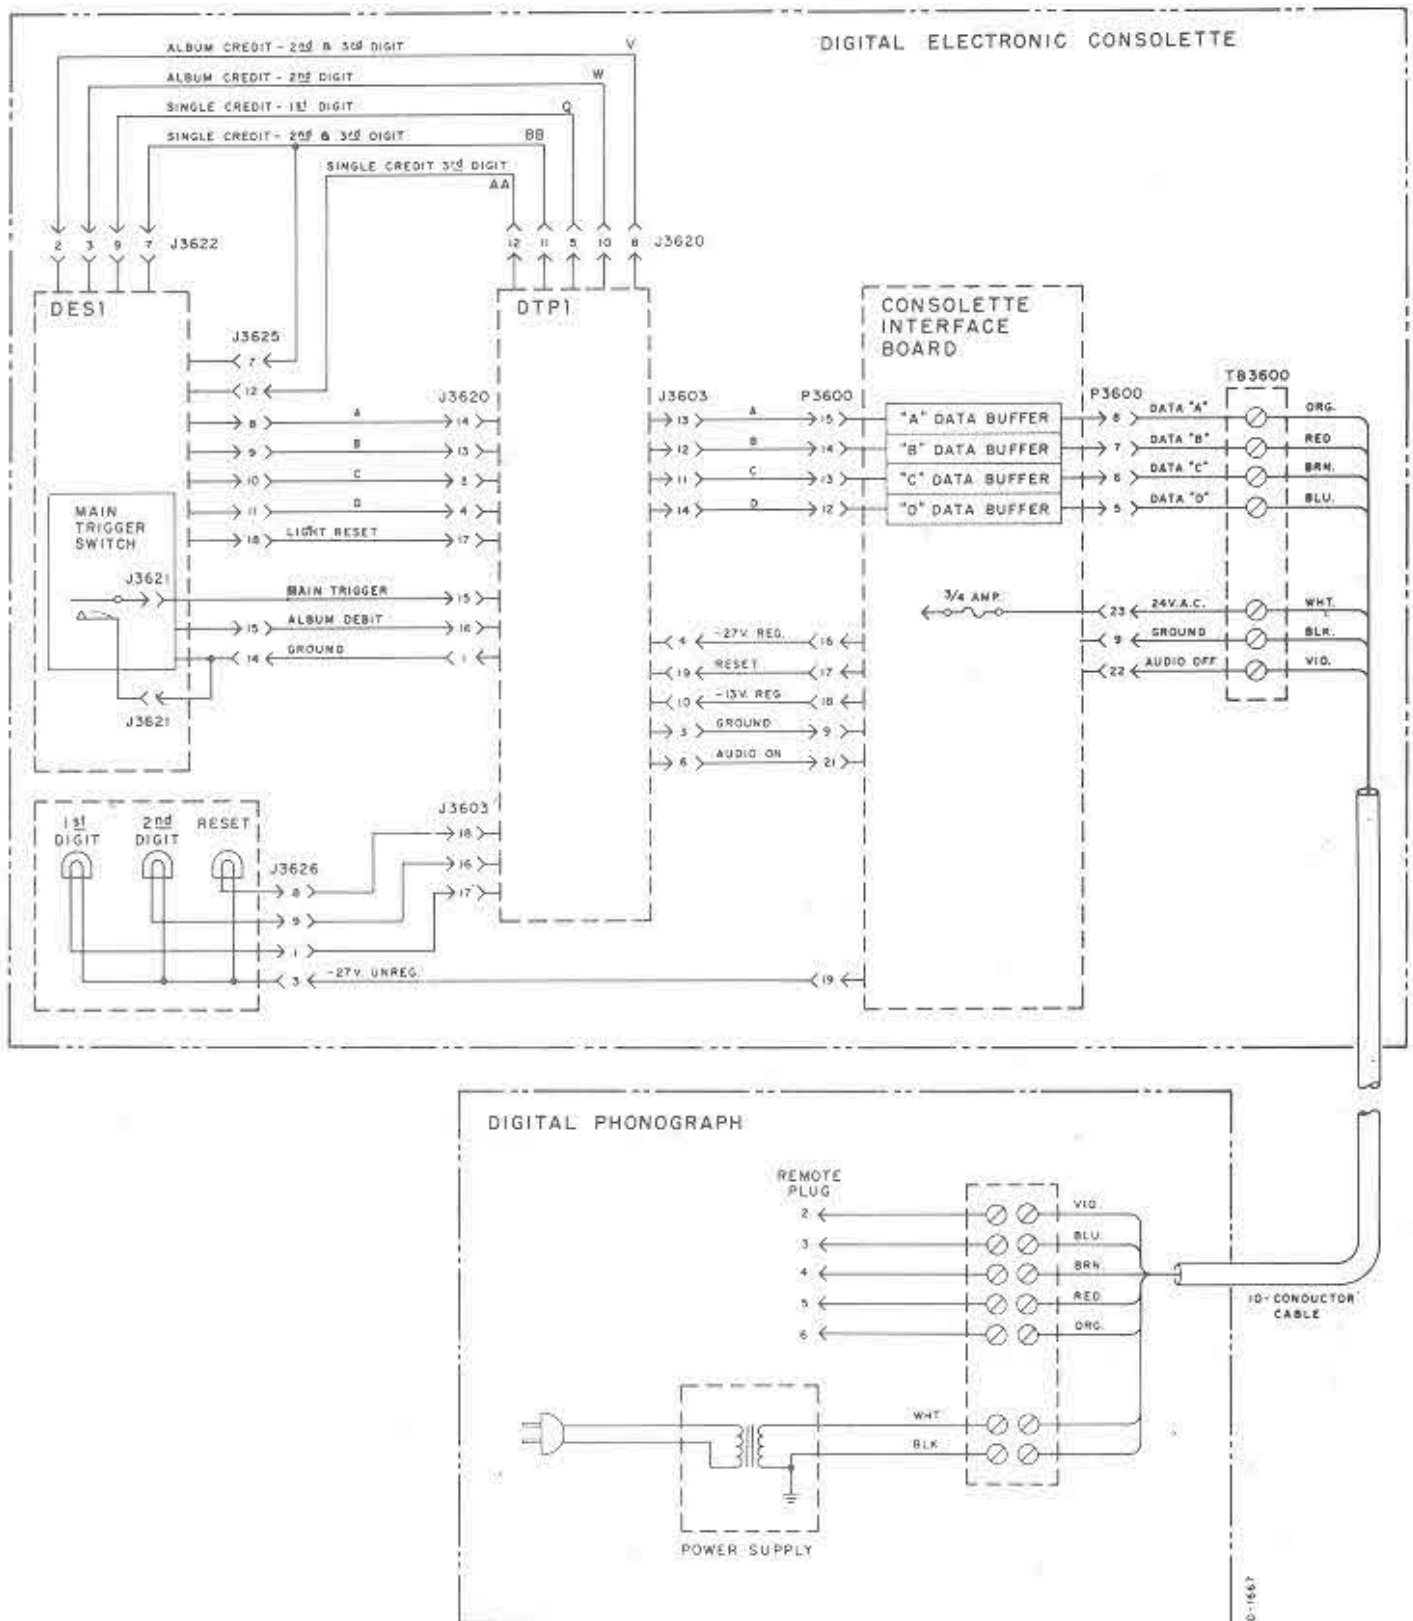 DIGITAL ELECTRONIC CONSOLETTE
ALBUM CREDIT - 2nd & 3rd DIGIT V
ALBUM CREDIT - 2nd DIGIT W
SINGLE CREDIT - 1st DIGIT Q
SINGLE CREDIT - 2nd & 3rd DIGIT BB
SINGLE CREDIT 3rd DIGIT
AA
2 3 9 7 J3622
12 11 5 10 8 J3620
DES1
DTP1
CONSOLETTE
INTERFACE
BOARD
J3625
7
12
J3620
J3603
P3600
P3600
TB3600
8 A 14
13 A 15 "A" DATA BUFFER 8 DATA "A" ORG.
9 B 13
12 B 14 "B" DATA BUFFER 7 DATA "B" RED
10 C 5
11 C 13 "C" DATA BUFFER 6 DATA "C" BRN.
11 D 4
14 D 12 "D" DATA BUFFER 5 DATA "D" BLU.
18 LIGHT RESET 17
MAIN
TRIGGER
SWITCH
J3621
MAIN TRIGGER 15
15 ALBUM DEBIT 16
14 GROUND 1
J3621
3/4 AMP.
23 24V.A.C. WHT.
9 GROUND BLK.
22 AUDIO OFF VIO.
4 -27V. REG. 16
19 RESET 17
10 -13V. REG 18
3 GROUND 9
6 AUDIO ON 21
1st
DIGIT
2nd
DIGIT
RESET
J3626
J3603
8 18
9 16
1 17
3 -27V. UNREG. 19
DIGITAL PHONOGRAPH
REMOTE
PLUG
2 VIO.
3 BLU.
4 BRN.
5 RED
6 ORG.
10-CONDUCTOR
CABLE
WHT.
BLK.
POWER SUPPLY
D-1667